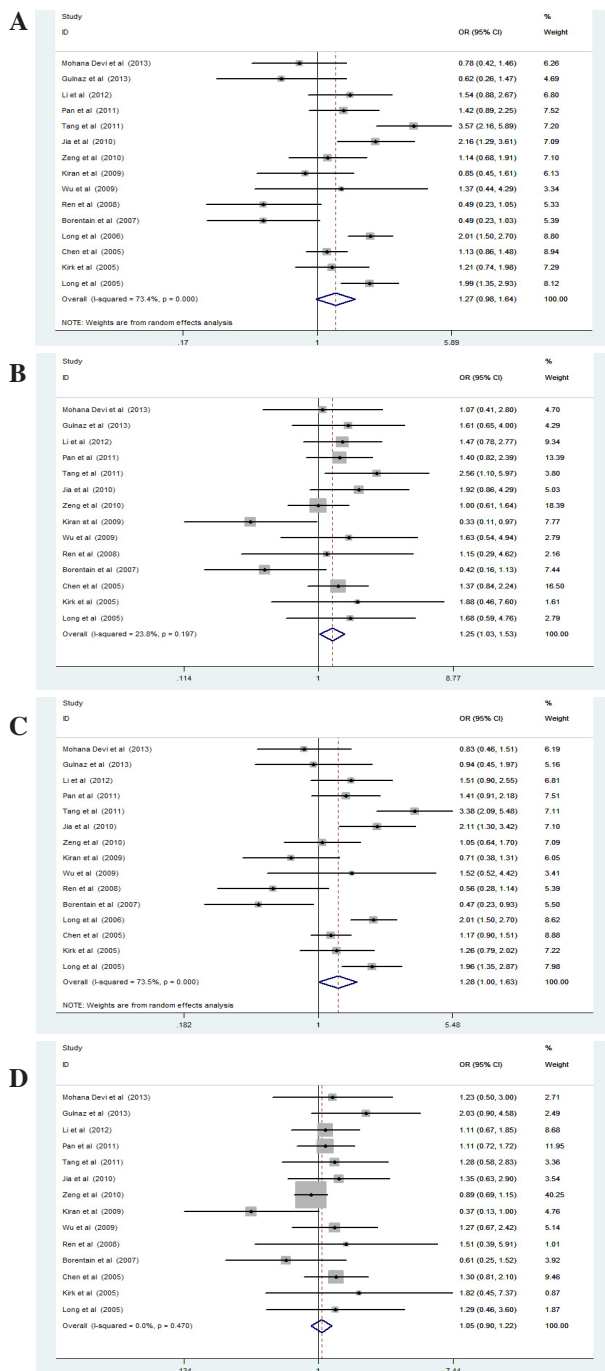 A
Study %
ID OR (95% CI) Weight
Mohana Devi et al (2013) 0.78 (0.42, 1.46) 6.26
Gulnaz et al (2013) 0.62 (0.26, 1.47) 4.69
Li et al (2012) 1.54 (0.88, 2.67) 6.80
Pan et al (2011) 1.42 (0.89, 2.25) 7.52
Tang et al (2011) 3.57 (2.16, 5.89) 7.20
Jia et al (2010) 2.16 (1.29, 3.61) 7.09
Zeng et al (2010) 1.14 (0.68, 1.91) 7.10
Kiran et al (2009) 0.85 (0.45, 1.61) 6.13
Wu et al (2009) 1.37 (0.44, 4.29) 3.34
Ren et al (2008) 0.49 (0.23, 1.05) 5.33
Borentain et al (2007) 0.49 (0.23, 1.03) 5.39
Long et al (2006) 2.01 (1.50, 2.70) 8.80
Chen et al (2005) 1.13 (0.86, 1.48) 8.94
Kirk et al (2005) 1.21 (0.74, 1.98) 7.29
Long et al (2005) 1.99 (1.35, 2.93) 8.12
Overall (I-squared = 73.4%, p = 0.000) 1.27 (0.98, 1.64) 100.00
NOTE: Weights are from random effects analysis
.17 1 5.89
B
Study %
ID OR (95% CI) Weight
Mohana Devi et al (2013) 1.07 (0.41, 2.80) 4.70
Gulnaz et al (2013) 1.61 (0.65, 4.00) 4.29
Li et al (2012) 1.47 (0.78, 2.77) 9.34
Pan et al (2011) 1.40 (0.82, 2.39) 13.39
Tang et al (2011) 2.56 (1.10, 5.97) 3.80
Jia et al (2010) 1.92 (0.86, 4.29) 5.03
Zeng et al (2010) 1.00 (0.61, 1.64) 18.39
Kiran et al (2009) 0.33 (0.11, 0.97) 7.77
Wu et al (2009) 1.63 (0.54, 4.94) 2.79
Ren et al (2008) 1.15 (0.29, 4.62) 2.16
Borentain et al (2007) 0.42 (0.16, 1.13) 7.44
Chen et al (2005) 1.37 (0.84, 2.24) 16.50
Kirk et al (2005) 1.88 (0.46, 7.60) 1.61
Long et al (2005) 1.68 (0.59, 4.76) 2.79
Overall (I-squared = 23.8%, p = 0.197) 1.25 (1.03, 1.53) 100.00
.114 1 8.77
C
Study %
ID OR (95% CI) Weight
Mohana Devi et al (2013) 0.83 (0.46, 1.51) 6.19
Gulnaz et al (2013) 0.94 (0.45, 1.97) 5.16
Li et al (2012) 1.51 (0.90, 2.55) 6.81
Pan et al (2011) 1.41 (0.91, 2.18) 7.51
Tang et al (2011) 3.38 (2.09, 5.48) 7.11
Jia et al (2010) 2.11 (1.30, 3.42) 7.10
Zeng et al (2010) 1.05 (0.64, 1.70) 7.09
Kiran et al (2009) 0.71 (0.38, 1.31) 6.05
Wu et al (2009) 1.52 (0.52, 4.42) 3.41
Ren et al (2008) 0.56 (0.28, 1.14) 5.39
Borentain et al (2007) 0.47 (0.23, 0.93) 5.50
Long et al (2006) 2.01 (1.50, 2.70) 8.62
Chen et al (2005) 1.17 (0.90, 1.51) 8.88
Kirk et al (2005) 1.26 (0.79, 2.02) 7.22
Long et al (2005) 1.96 (1.35, 2.87) 7.98
Overall (I-squared = 73.5%, p = 0.000) 1.28 (1.00, 1.63) 100.00
NOTE: Weights are from random effects analysis
.182 1 5.48
D
Study %
ID OR (95% CI) Weight
Mohana Devi et al (2013) 1.23 (0.50, 3.00) 2.71
Gulnaz et al (2013) 2.03 (0.90, 4.58) 2.49
Li et al (2012) 1.11 (0.67, 1.85) 8.68
Pan et al (2011) 1.11 (0.72, 1.72) 11.95
Tang et al (2011) 1.28 (0.58, 2.83) 3.36
Jia et al (2010) 1.35 (0.63, 2.90) 3.54
Zeng et al (2010) 0.89 (0.69, 1.15) 40.25
Kiran et al (2009) 0.37 (0.13, 1.00) 4.76
Wu et al (2009) 1.27 (0.67, 2.42) 5.14
Ren et al (2008) 1.51 (0.39, 5.91) 1.01
Borentain et al (2007) 0.61 (0.25, 1.52) 3.92
Chen et al (2005) 1.30 (0.81, 2.10) 9.46
Kirk et al (2005) 1.82 (0.45, 7.37) 0.87
Long et al (2005) 1.29 (0.46, 3.60) 1.87
Overall (I-squared = 0.0%, p = 0.470) 1.05 (0.90, 1.22) 100.00
1